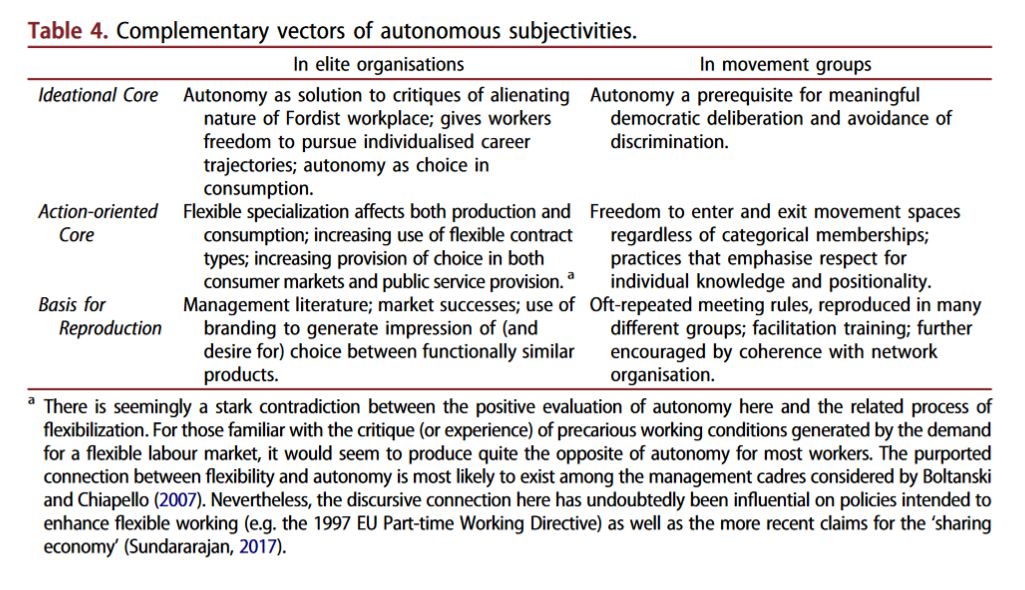 Table 4. Complementary vectors of autonomous subjectivities.
In elite organisations In movement groups
Ideational Core Autonomy as solution to critiques of alienating Autonomy a prerequisite for meaningful
nature of Fordist workplace; gives workers democratic deliberation and avoidance of
freedom to pursue individualised career discrimination.
trajectories; autonomy as choice in
consumption.
Action-oriented Flexible specialization affects both production and Freedom to enter and exit movement spaces
Core consumption; increasing use of flexible contract regardless of categorical memberships;
types; increasing provision of choice in both practices that emphasise respect for
consumer markets and public service provision. a individual knowledge and positionality.
Basis for Management literature; market successes; use of Oft-repeated meeting rules, reproduced in many
Reproduction branding to generate impression of (and different groups; facilitation training; further
desire for) choice between functionally similar encouraged by coherence with network
products. organisation.
a There is seemingly a stark contradiction between the positive evaluation of autonomy here and the related process of
flexibilization. For those familiar with the critique (or experience) of precarious working conditions generated by the demand
for a flexible labour market, it would seem to produce quite the opposite of autonomy for most workers. The purported
connection between flexibility and autonomy is most likely to exist among the management cadres considered by Boltanski
and Chiapello (2007). Nevertheless, the discursive connection here has undoubtedly been influential on policies intended to
enhance flexible working (e.g. the 1997 EU Part-time Working Directive) as well as the more recent claims for the ‘sharing
economy’ (Sundararajan, 2017).